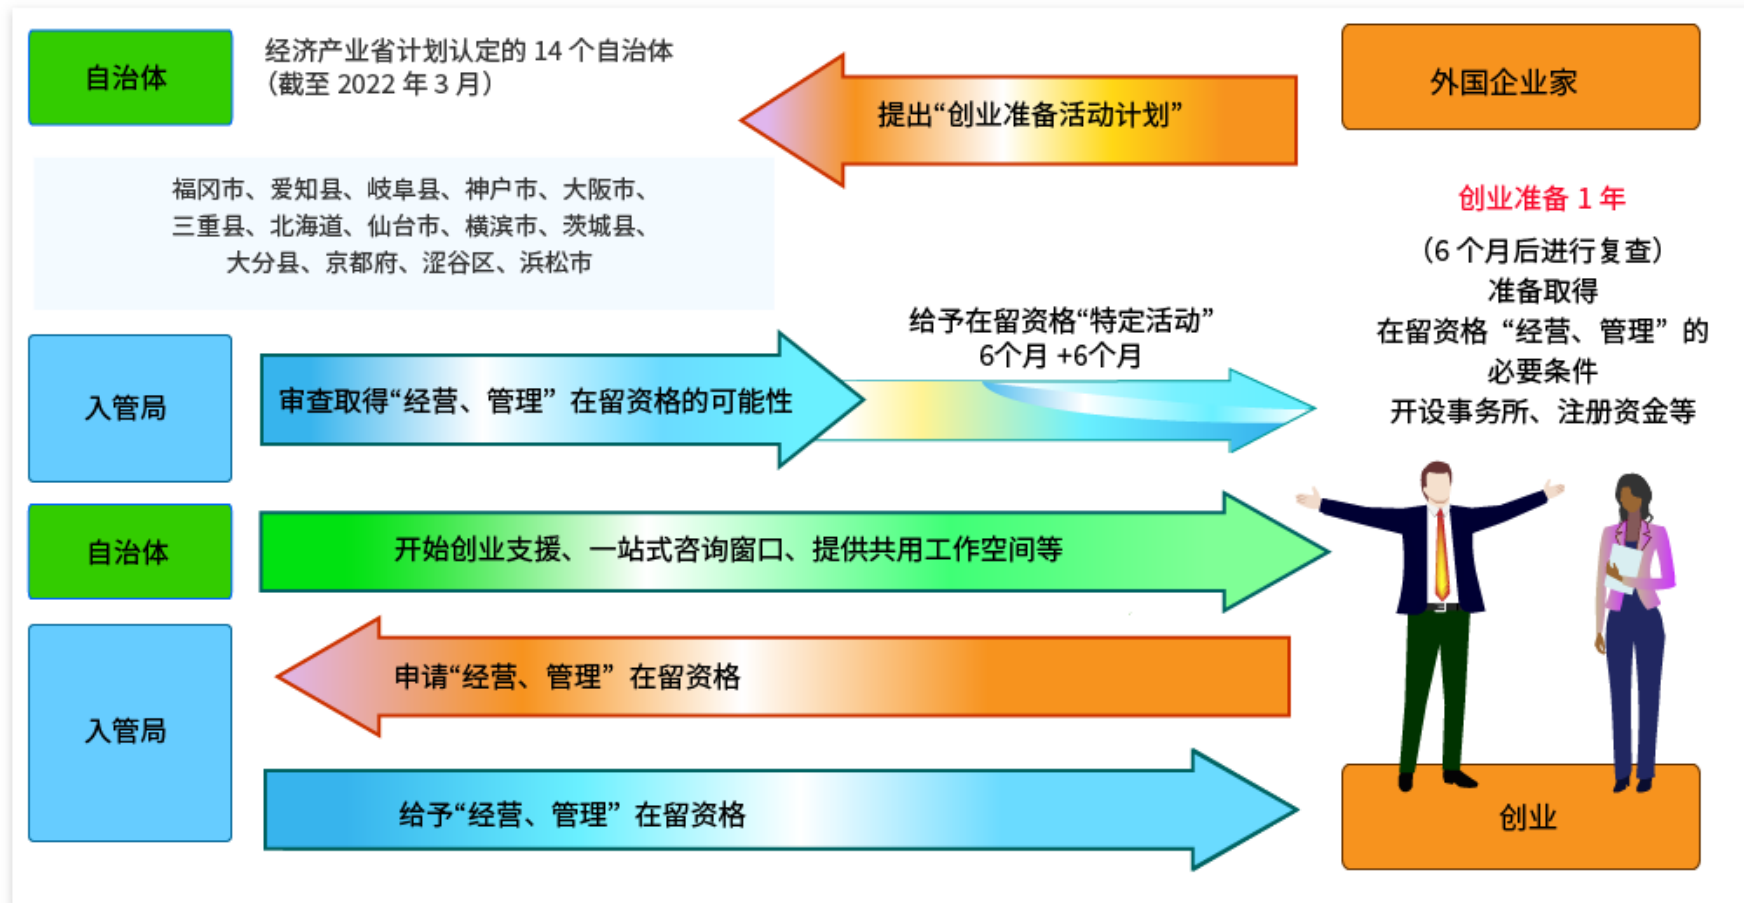 自治体
经济产业省计划认定的 14 个自治体
（截至 2022 年 3 月）
提出“创业准备活动计划”
外国企业家
福冈市、爱知县、岐阜县、神户市、大阪市、
三重县、北海道、仙台市、横滨市、茨城县、
大分县、京都府、涩谷区、浜松市
创业准备 1 年
（6 个月后进行复查）
准备取得
在留资格“经营、管理”的
必要条件
开设事务所、注册资金等
入管局
审查取得“经营、管理”在留资格的可能性
给予在留资格“特定活动”
6个月 +6个月
自治体
开始创业支援、一站式咨询窗口、提供共用工作空间等
入管局
申请“经营、管理”在留资格
给予“经营、管理”在留资格
创业